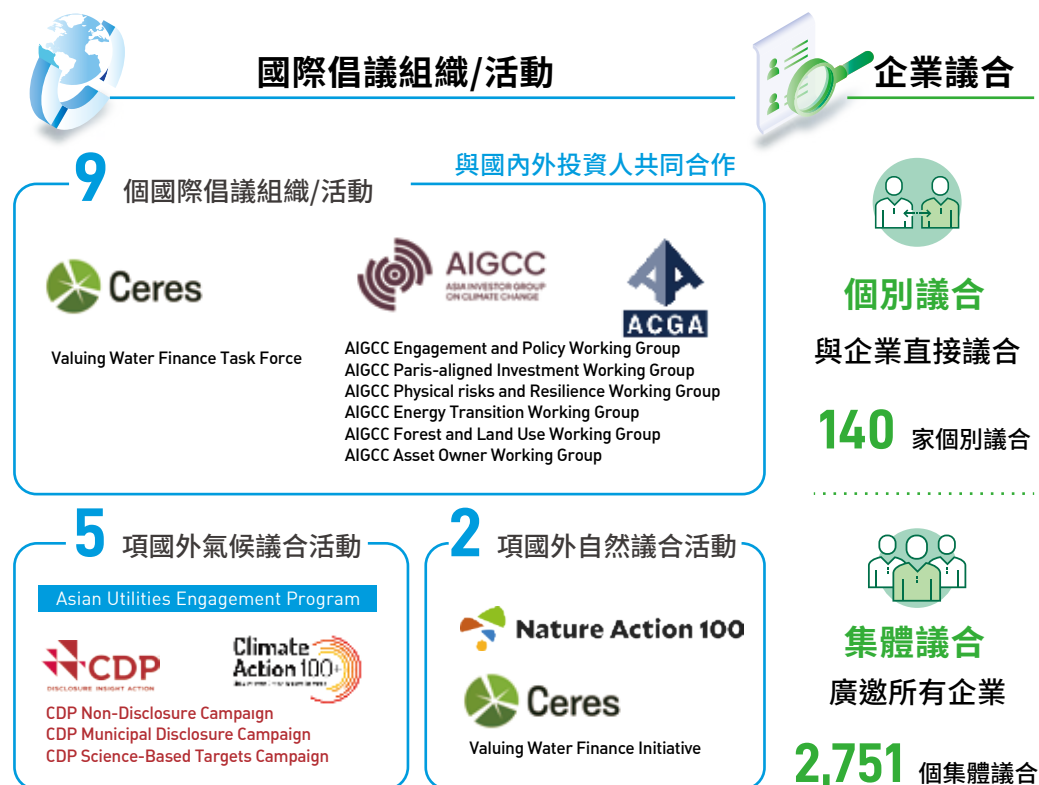 國際倡議組織/活動
企業議合
與國內外投資人共同合作
9 個國際倡議組織/活動
Ceres
Valuing Water Finance Task Force
AIGCC
ASIA INVESTOR GROUP
ON CLIMATE CHANGE
ACGA
AIGCC Engagement and Policy Working Group
AIGCC Paris-aligned Investment Working Group
AIGCC Physical risks and Resilience Working Group
AIGCC Energy Transition Working Group
AIGCC Forest and Land Use Working Group
AIGCC Asset Owner Working Group
個別議合
與企業直接議合
140 家個別議合
5 項國外氣候議合活動
Asian Utilities Engagement Program
CDP
DISCLOSURE INSIGHT ACTION
Climate
Action 100+
CDP Non-Disclosure Campaign
CDP Municipal Disclosure Campaign
CDP Science-Based Targets Campaign
2 項國外自然議合活動
Nature Action 100
Ceres
Valuing Water Finance Initiative
集體議合
廣邀所有企業
2,751 個集體議合